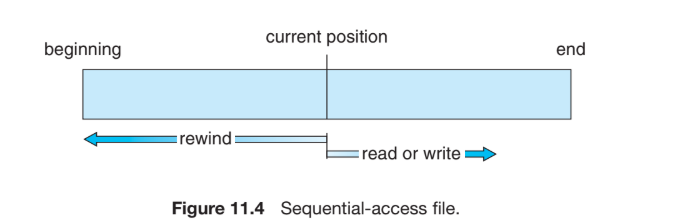 current position
beginning
end
rewind
read or write
Figure 11.4 Sequential-access file.